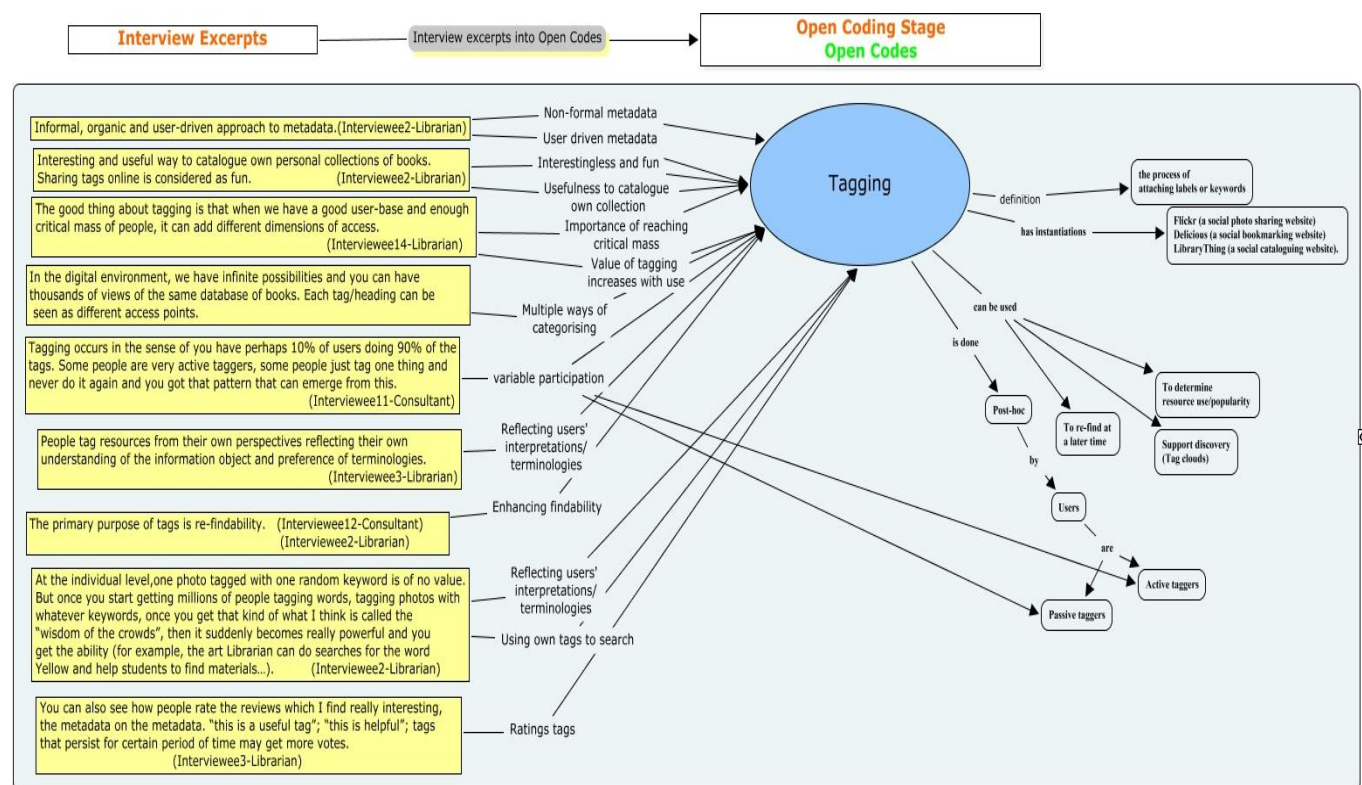 Interview Excerpts
Interview excerpts into Open Codes
Open Coding Stage
Open Codes
Informal, organic and user-driven approach to metadata.(Interviewee2-Librarian)
Interesting and useful way to catalogue own personal collections of books.
Sharing tags online is considered as fun. (Interviewee2-Librarian)
The good thing about tagging is that when we have a good user-base and enough
critical mass of people, it can add different dimensions of access.
(Interviewee14-Librarian)
In the digital environment, we have infinite possibilities and you can have
thousands of views of the same database of books. Each tag/heading can be
seen as different access points.
Tagging occurs in the sense of you have perhaps 10% of users doing 90% of the
tags. Some people are very active taggers, some people just tag one thing and
never do it again and you got that pattern that can emerge from this.
(Interviewee11-Consultant)
People tag resources from their own perspectives reflecting their own
understanding of the information object and preference of terminologies.
(Interviewee3-Librarian)
The primary purpose of tags is re-findability. (Interviewee12-Consultant)
(Interviewee2-Librarian)
At the individual level,one photo tagged with one random keyword is of no value.
But once you start getting millions of people tagging words, tagging photos with
whatever keywords, once you get that kind of what I think is called the
“wisdom of the crowds”, then it suddenly becomes really powerful and you
get the ability (for example, the art Librarian can do searches for the word
Yellow and help students to find materials...). (Interviewee2-Librarian)
You can also see how people rate the reviews which I find really interesting,
the metadata on the metadata. “this is a useful tag”; “this is helpful”; tags
that persist for certain period of time may get more votes.
(Interviewee3-Librarian)
Non-formal metadata
User driven metadata
Interestingless and fun
Usefulness to catalogue
own collection
Importance of reaching
critical mass
Value of tagging
increases with use
Multiple ways of
categorising
variable participation
Reflecting users'
interpretations/
terminologies
Enhancing findability
Reflecting users'
interpretations/
terminologies
Using own tags to search
Ratings tags
Tagging
definition
the process of
attaching labels or keywords
has instantiations
Flickr (a social photo sharing website)
Delicious (a social bookmarking website)
LibraryThing (a social cataloguing website).
can be used
To determine
resource use/popularity
Support discovery
(Tag clouds)
To re-find at
a later time
is done
Post-hoc
by
Users
are
Active taggers
Passive taggers